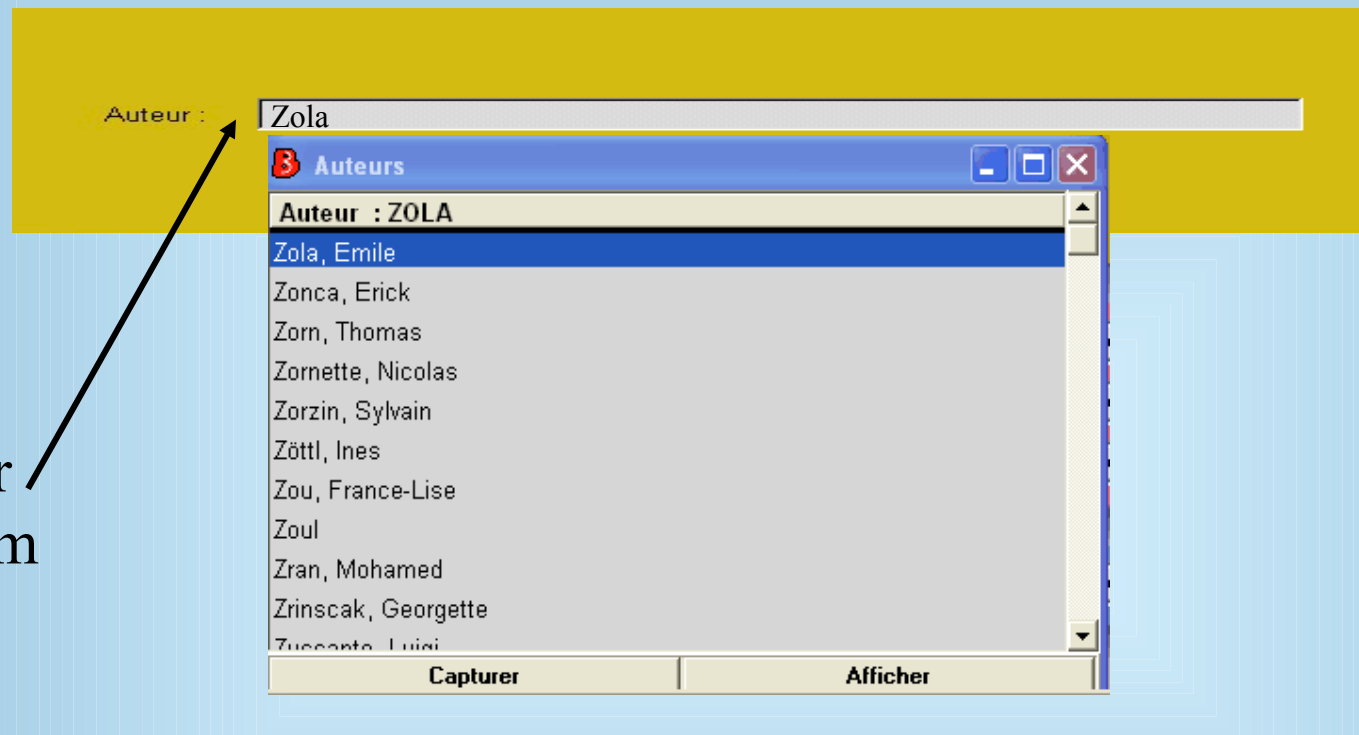 Auteur :
Zola
Auteurs
Auteur : ZOLA
Zola, Emile
Zonca, Erick
Zorn, Thomas
Zornette, Nicolas
Zorzin, Sylvain
Zöttl, Ines
Zou, France-Lise
Zoul
Zran, Mohamed
Zrinscak, Georgette
Luigi
Capturer
Afficher
r
m